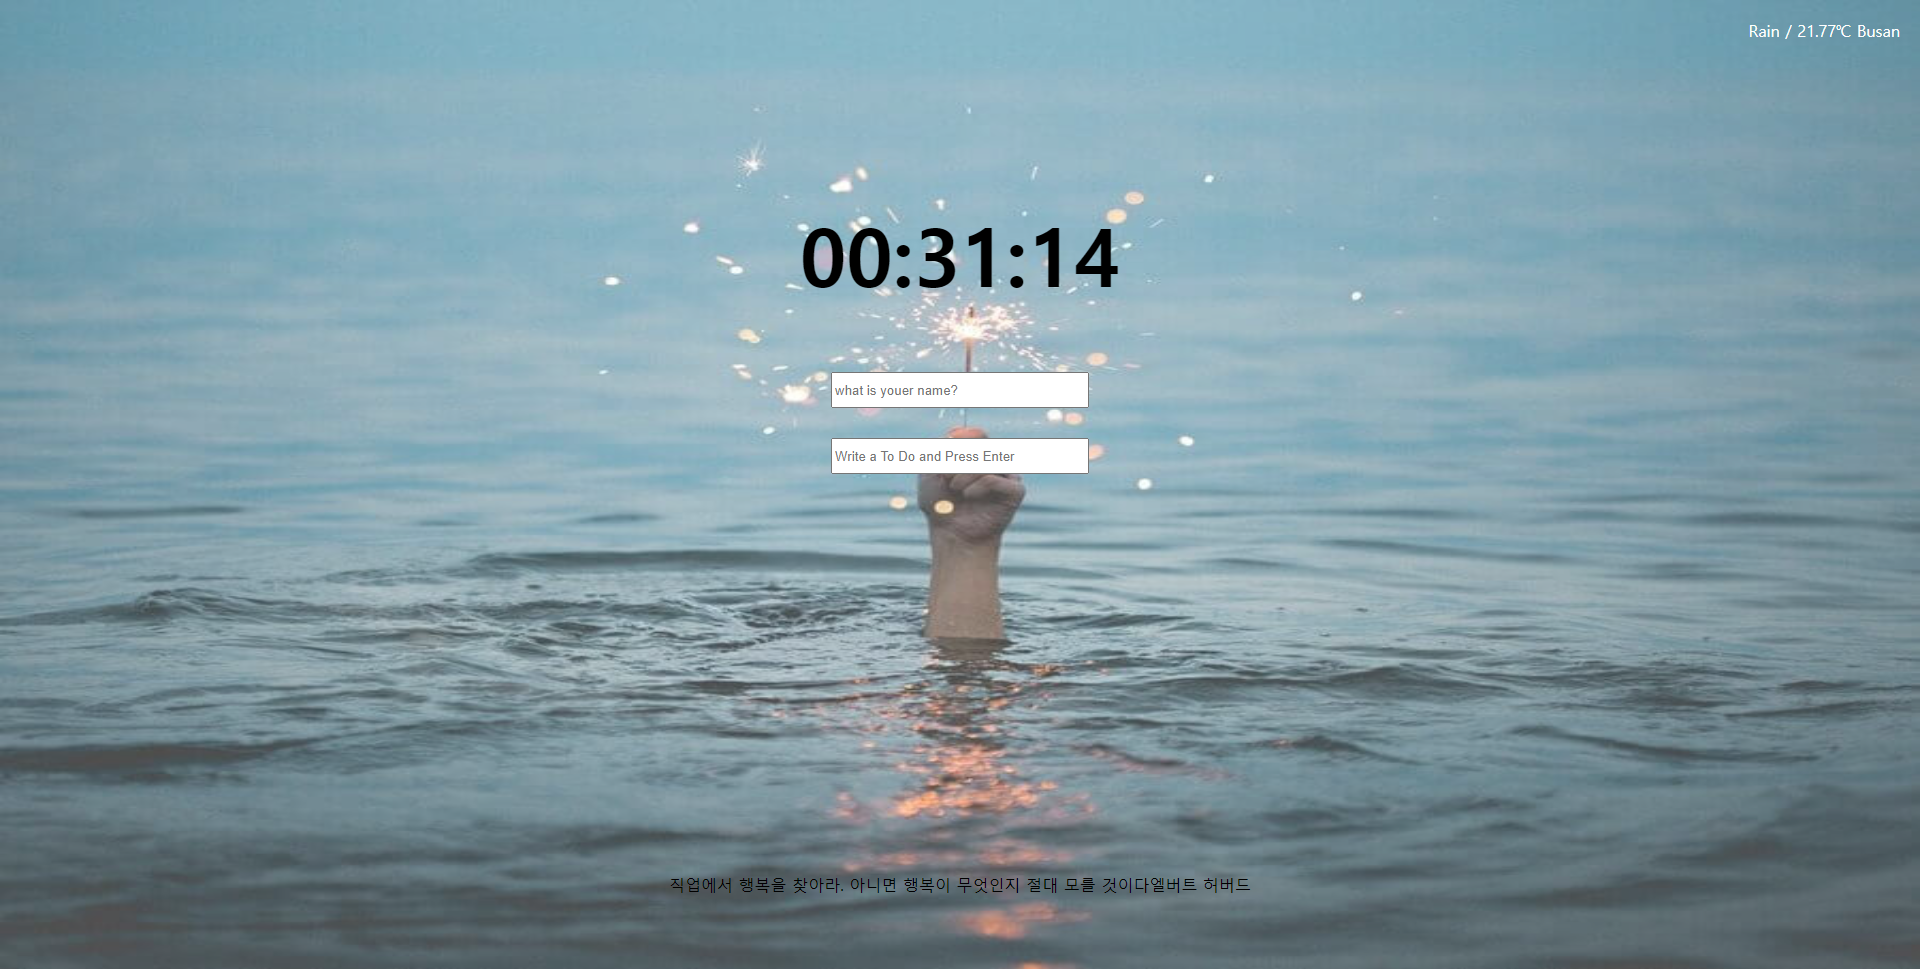 Rain / 21.77℃ Busan
00:31:14
what is youer name?
Write a To Do and Press Enter
직업에서 행복을 찾아라. 아니면 행복이 무엇인지 절대 모를 것이다엘버트 허버드